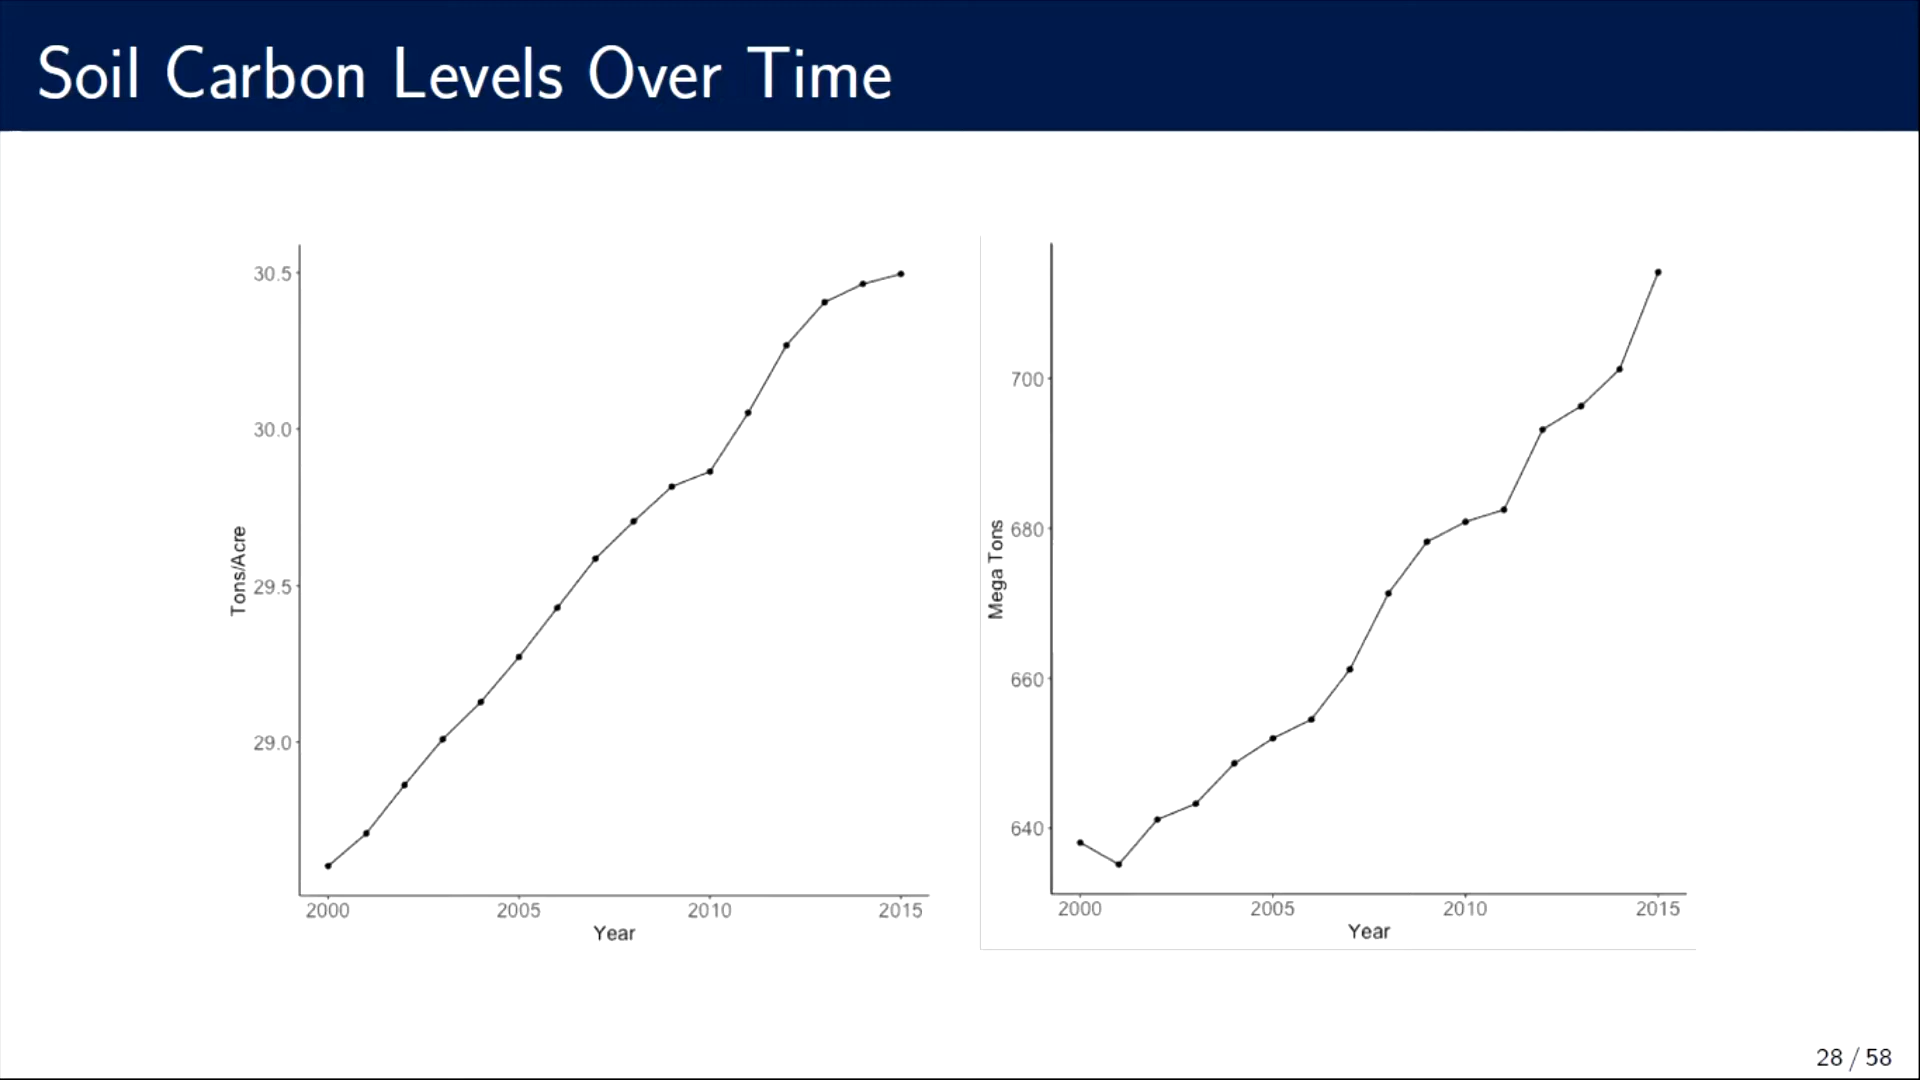 Soil Carbon Levels Over Time
30.5
30.0
29.5
29.0
Tons/Acre
2000 2005 2010 2015
Year
700
680
660
640
Mega Tons
2000 2005 2010 2015
Year
28 / 58